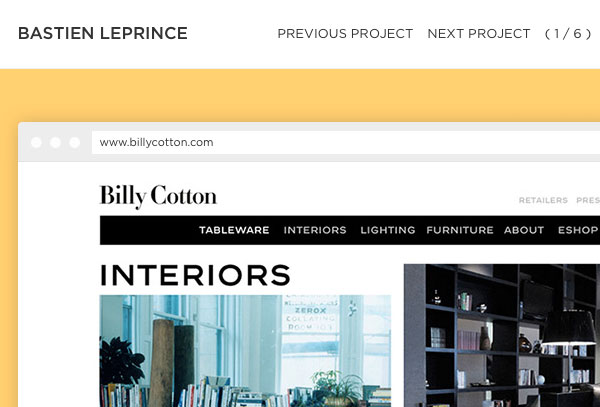 BASTIEN LEPRINCE PREVIOUS PROJECT NEXT PROJECT ( 1 / 6 )
www.billycotton.com
Billy Cotton
RETAILERS PRES
TABLEWARE INTERIORS LIGHTING FURNITURE ABOUT ESHOP
INTERIORS
ZEROX
COLLATING
ROOM 103